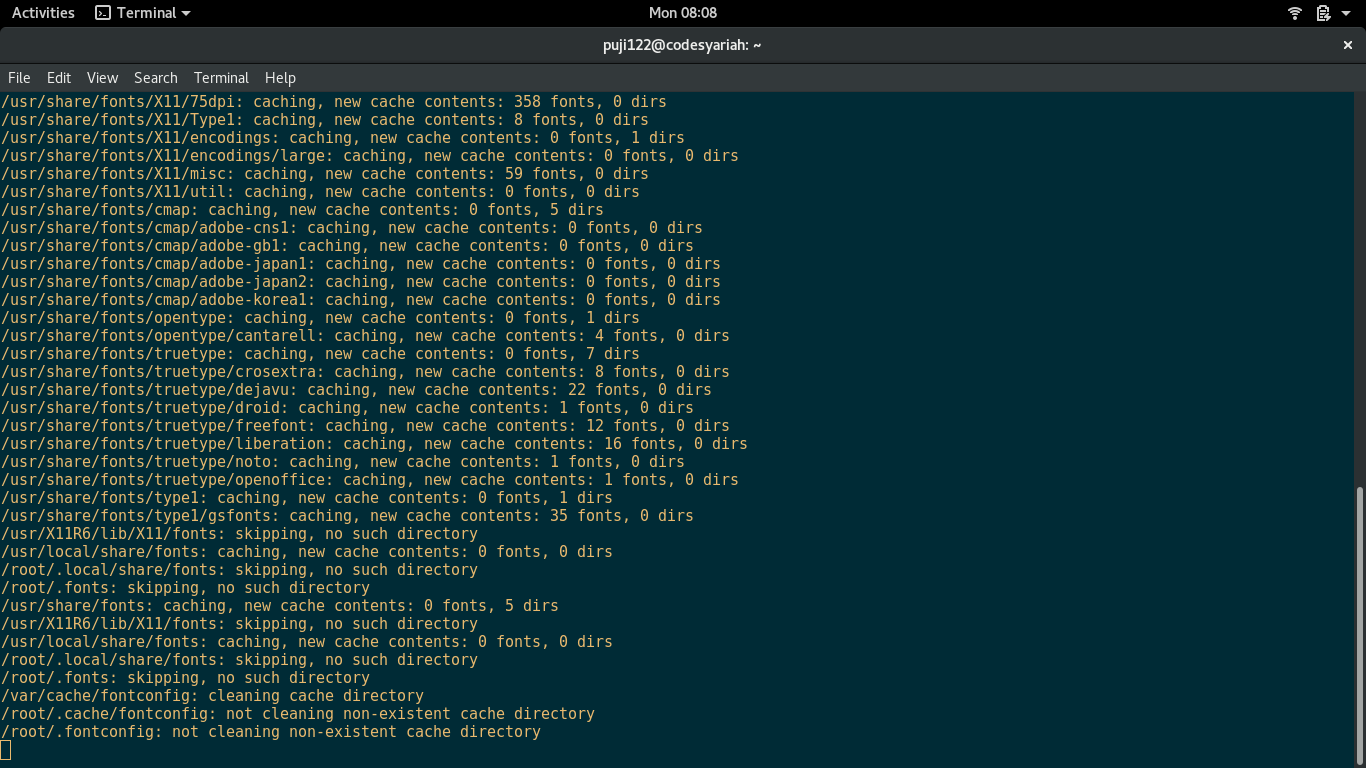 Activities Terminal Mon 08:08
puji122@codesyariah: ~
File Edit View Search Terminal Help
/usr/share/fonts/X11/75dpi: caching, new cache contents: 358 fonts, 0 dirs
/usr/share/fonts/X11/Type1: caching, new cache contents: 8 fonts, 0 dirs
/usr/share/fonts/X11/encodings: caching, new cache contents: 0 fonts, 1 dirs
/usr/share/fonts/X11/encodings/large: caching, new cache contents: 0 fonts, 0 dirs
/usr/share/fonts/X11/misc: caching, new cache contents: 59 fonts, 0 dirs
/usr/share/fonts/X11/util: caching, new cache contents: 0 fonts, 0 dirs
/usr/share/fonts/cmap: caching, new cache contents: 0 fonts, 5 dirs
/usr/share/fonts/cmap/adobe-cns1: caching, new cache contents: 0 fonts, 0 dirs
/usr/share/fonts/cmap/adobe-gb1: caching, new cache contents: 0 fonts, 0 dirs
/usr/share/fonts/cmap/adobe-japan1: caching, new cache contents: 0 fonts, 0 dirs
/usr/share/fonts/cmap/adobe-japan2: caching, new cache contents: 0 fonts, 0 dirs
/usr/share/fonts/cmap/adobe-korea1: caching, new cache contents: 0 fonts, 0 dirs
/usr/share/fonts/opentype: caching, new cache contents: 0 fonts, 1 dirs
/usr/share/fonts/opentype/cantarell: caching, new cache contents: 4 fonts, 0 dirs
/usr/share/fonts/truetype: caching, new cache contents: 0 fonts, 7 dirs
/usr/share/fonts/truetype/crosextra: caching, new cache contents: 8 fonts, 0 dirs
/usr/share/fonts/truetype/dejavu: caching, new cache contents: 22 fonts, 0 dirs
/usr/share/fonts/truetype/droid: caching, new cache contents: 1 fonts, 0 dirs
/usr/share/fonts/truetype/freefont: caching, new cache contents: 12 fonts, 0 dirs
/usr/share/fonts/truetype/liberation: caching, new cache contents: 16 fonts, 0 dirs
/usr/share/fonts/truetype/noto: caching, new cache contents: 1 fonts, 0 dirs
/usr/share/fonts/truetype/openoffice: caching, new cache contents: 1 fonts, 0 dirs
/usr/share/fonts/type1: caching, new cache contents: 0 fonts, 1 dirs
/usr/share/fonts/type1/gsfonts: caching, new cache contents: 35 fonts, 0 dirs
/usr/X11R6/lib/X11/fonts: skipping, no such directory
/usr/local/share/fonts: caching, new cache contents: 0 fonts, 0 dirs
/root/.local/share/fonts: skipping, no such directory
/root/.fonts: skipping, no such directory
/usr/share/fonts: caching, new cache contents: 0 fonts, 5 dirs
/usr/X11R6/lib/X11/fonts: skipping, no such directory
/usr/local/share/fonts: caching, new cache contents: 0 fonts, 0 dirs
/root/.local/share/fonts: skipping, no such directory
/root/.fonts: skipping, no such directory
/var/cache/fontconfig: cleaning cache directory
/root/.cache/fontconfig: not cleaning non-existent cache directory
/root/.fontconfig: not cleaning non-existent cache directory